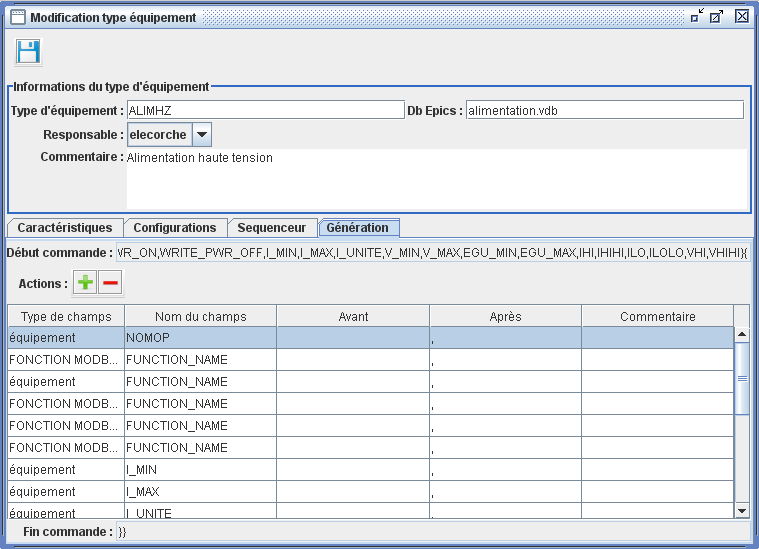 Modification type équipement
Informations du type d'équipement
Type d'équipement : ALIMHZ Db Epics : alimentation.vdb
Responsable : elecorche
Commentaire : Alimentation haute tension
Caractéristiques Configurations Sequenceur Génération
Début commande : WR_ON,WRITE_PWR_OFF,I_MIN,I_MAX,I_UNITE,V_MIN,V_MAX,EGU_MIN,EGU_MAX,IHI,IHIHI,ILO,ILOLO,VHI,VHIHI}{
Actions :
Type de champs Nom du champs Avant Après Commentaire
équipement NOMOP ,
FONCTION MODB... FUNCTION_NAME ,
équipement FUNCTION_NAME ,
FONCTION MODB... FUNCTION_NAME ,
FONCTION MODB... FUNCTION_NAME ,
FONCTION MODB... FUNCTION_NAME ,
équipement I_MIN ,
équipement I_MAX ,
équipement I_UNITE ,
Fin commande : }}